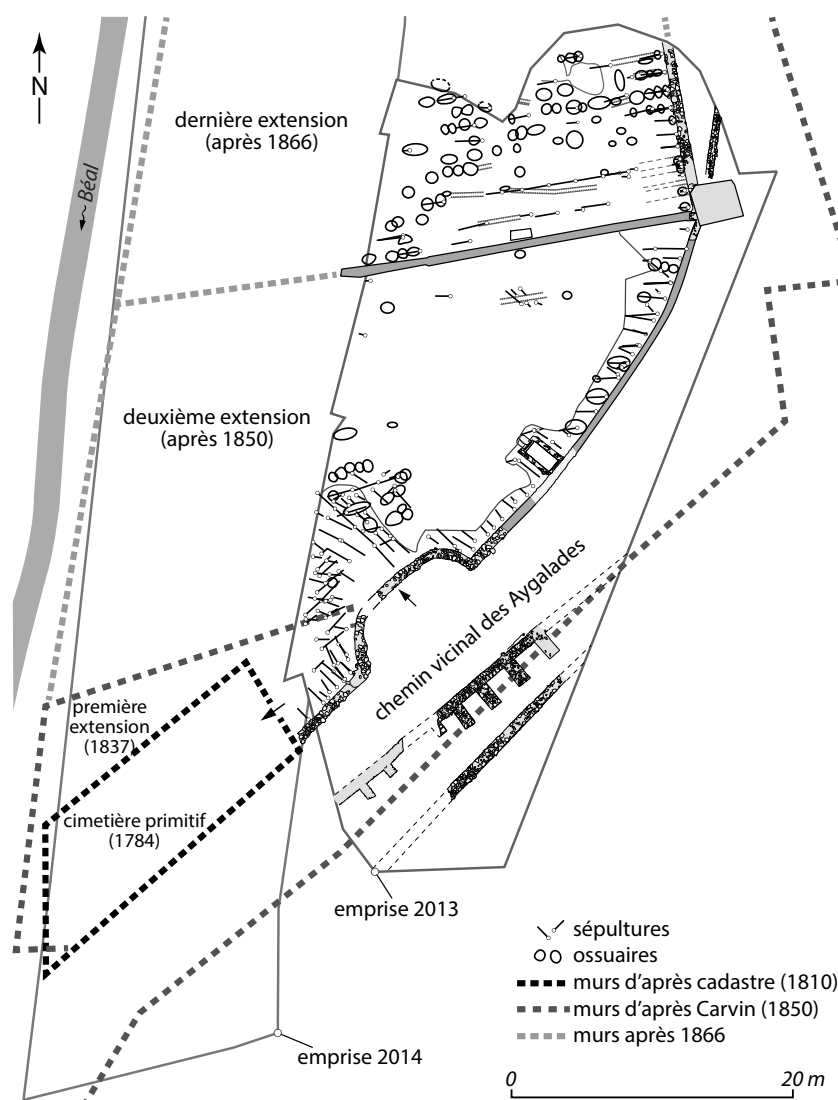 N
dernière extension
(après 1866)
Béal
deuxième extension
(après 1850)
chemin vicinal des Aygalades
première
extension
(1837)
cimetière primitif
(1784)
emprise 2013
emprise 2014
sépultures
ossuaires
murs d'après cadastre (1810)
murs d'après Carvin (1850)
murs après 1866
0 20 m